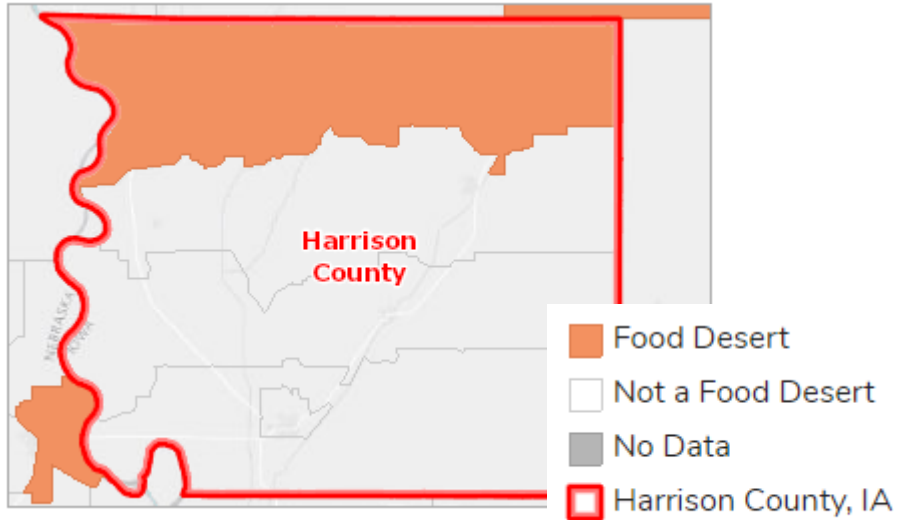 Harrison
County
NEBRASKA
IOWA
Food Desert
Not a Food Desert
No Data
Harrison County, IA